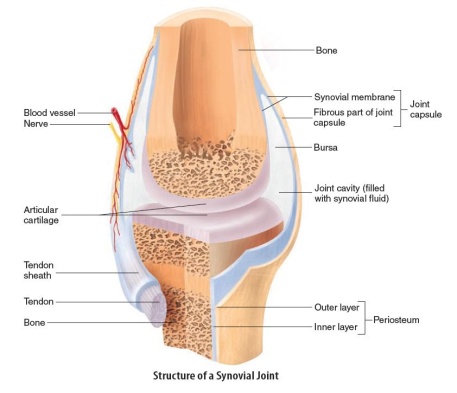 Bone
Synovial membrane
Fibrous part of joint
capsule
Joint
capsule
Bursa
Joint cavity (filled
with synovial fluid)
Blood vessel
Nerve
Articular
cartilage
Tendon
sheath
Tendon
Bone
Outer layer
Inner layer
Periosteum
Structure of a Synovial Joint